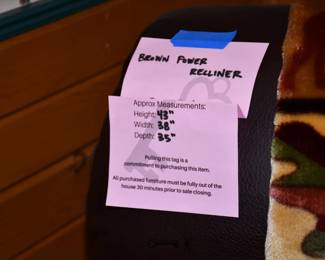 BROWN POWER
RECLINER
Approx Measurements:
Height: 43"
Width: 38"
Depth: 35"
Pulling this tag is a
commitment to purchasing this item.
All purchased furniture must be fully out of the
house 30 minutes prior to sale closing.